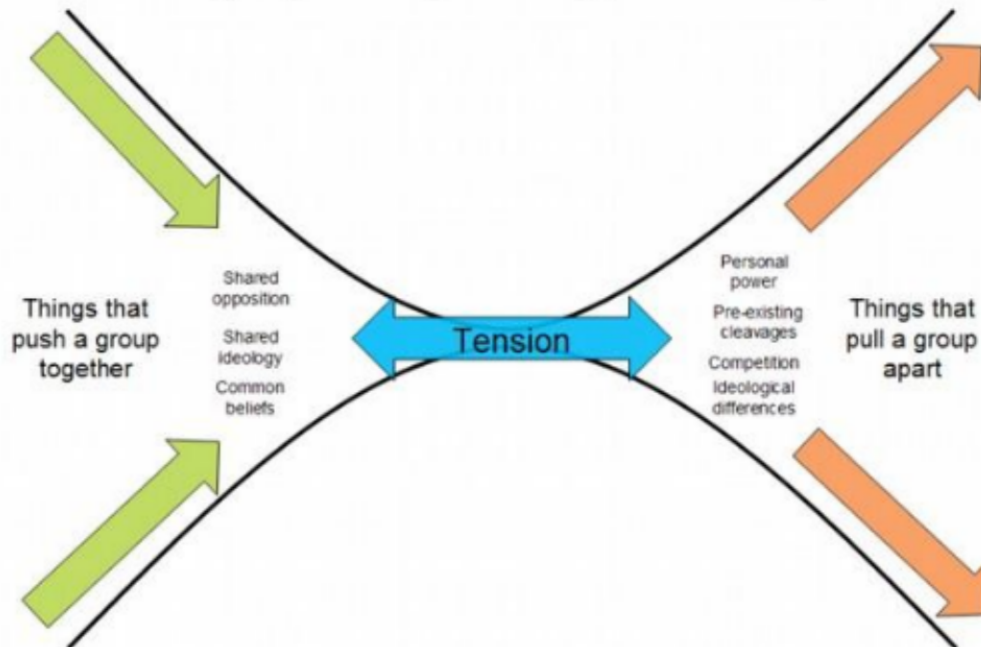 Things that
push a group
together
Shared
opposition
Shared
ideology
Common
beliefs
Tension
Personal
power
Pre-existing
cleavages
Competition
Ideological
differences
Things that
pull a group
apart